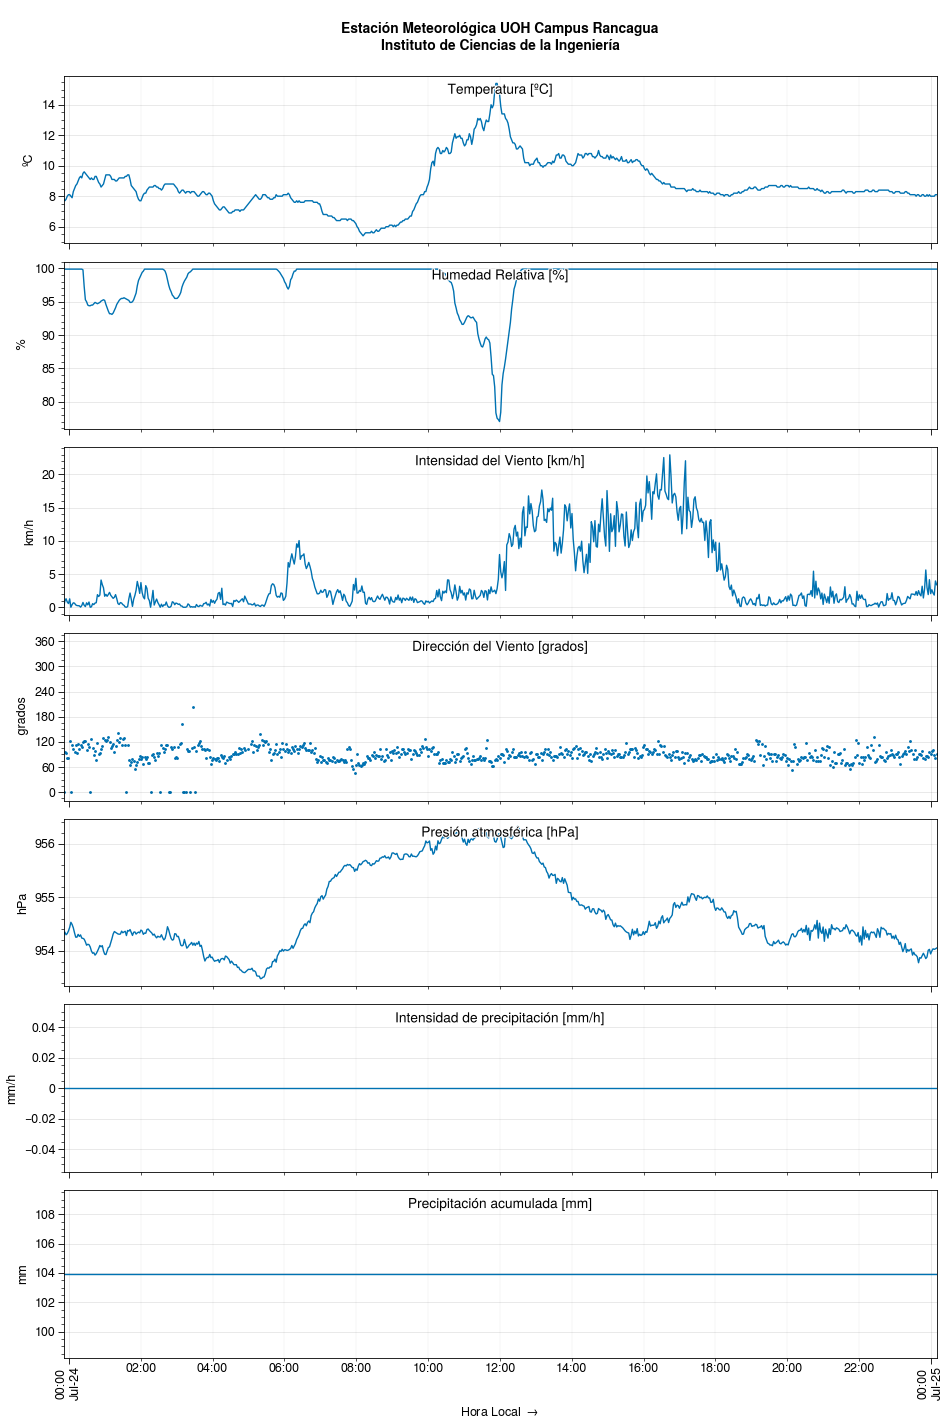 Estación Meteorológica UOH Campus Rancagua
Instituto de Ciencias de la Ingeniería
Temperatura [ºC]
ºC
14
12
10
8
6
Humedad Relativa [%]
%
100
95
90
85
80
Intensidad del Viento [km/h]
km/h
20
15
10
5
0
Dirección del Viento [grados]
grados
360
300
240
180
120
60
0
Presión atmosférica [hPa]
hPa
956
955
954
Intensidad de precipitación [mm/h]
mm/h
0.04
0.02
0
−0.02
−0.04
Precipitación acumulada [mm]
mm
108
106
104
102
100
00:00
Jul-24
02:00
04:00
06:00
08:00
10:00
12:00
14:00
16:00
18:00
20:00
22:00
00:00
Jul-25
Hora Local →